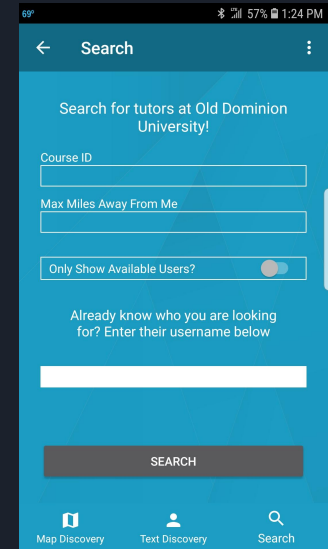 69° LTE 57% 1:24 PM
Search
Search for tutors at Old Dominion
University!
Course ID
Max Miles Away From Me
Only Show Available Users?
Already know who you are looking
for? Enter their username below
SEARCH
Map Discovery Text Discovery Search